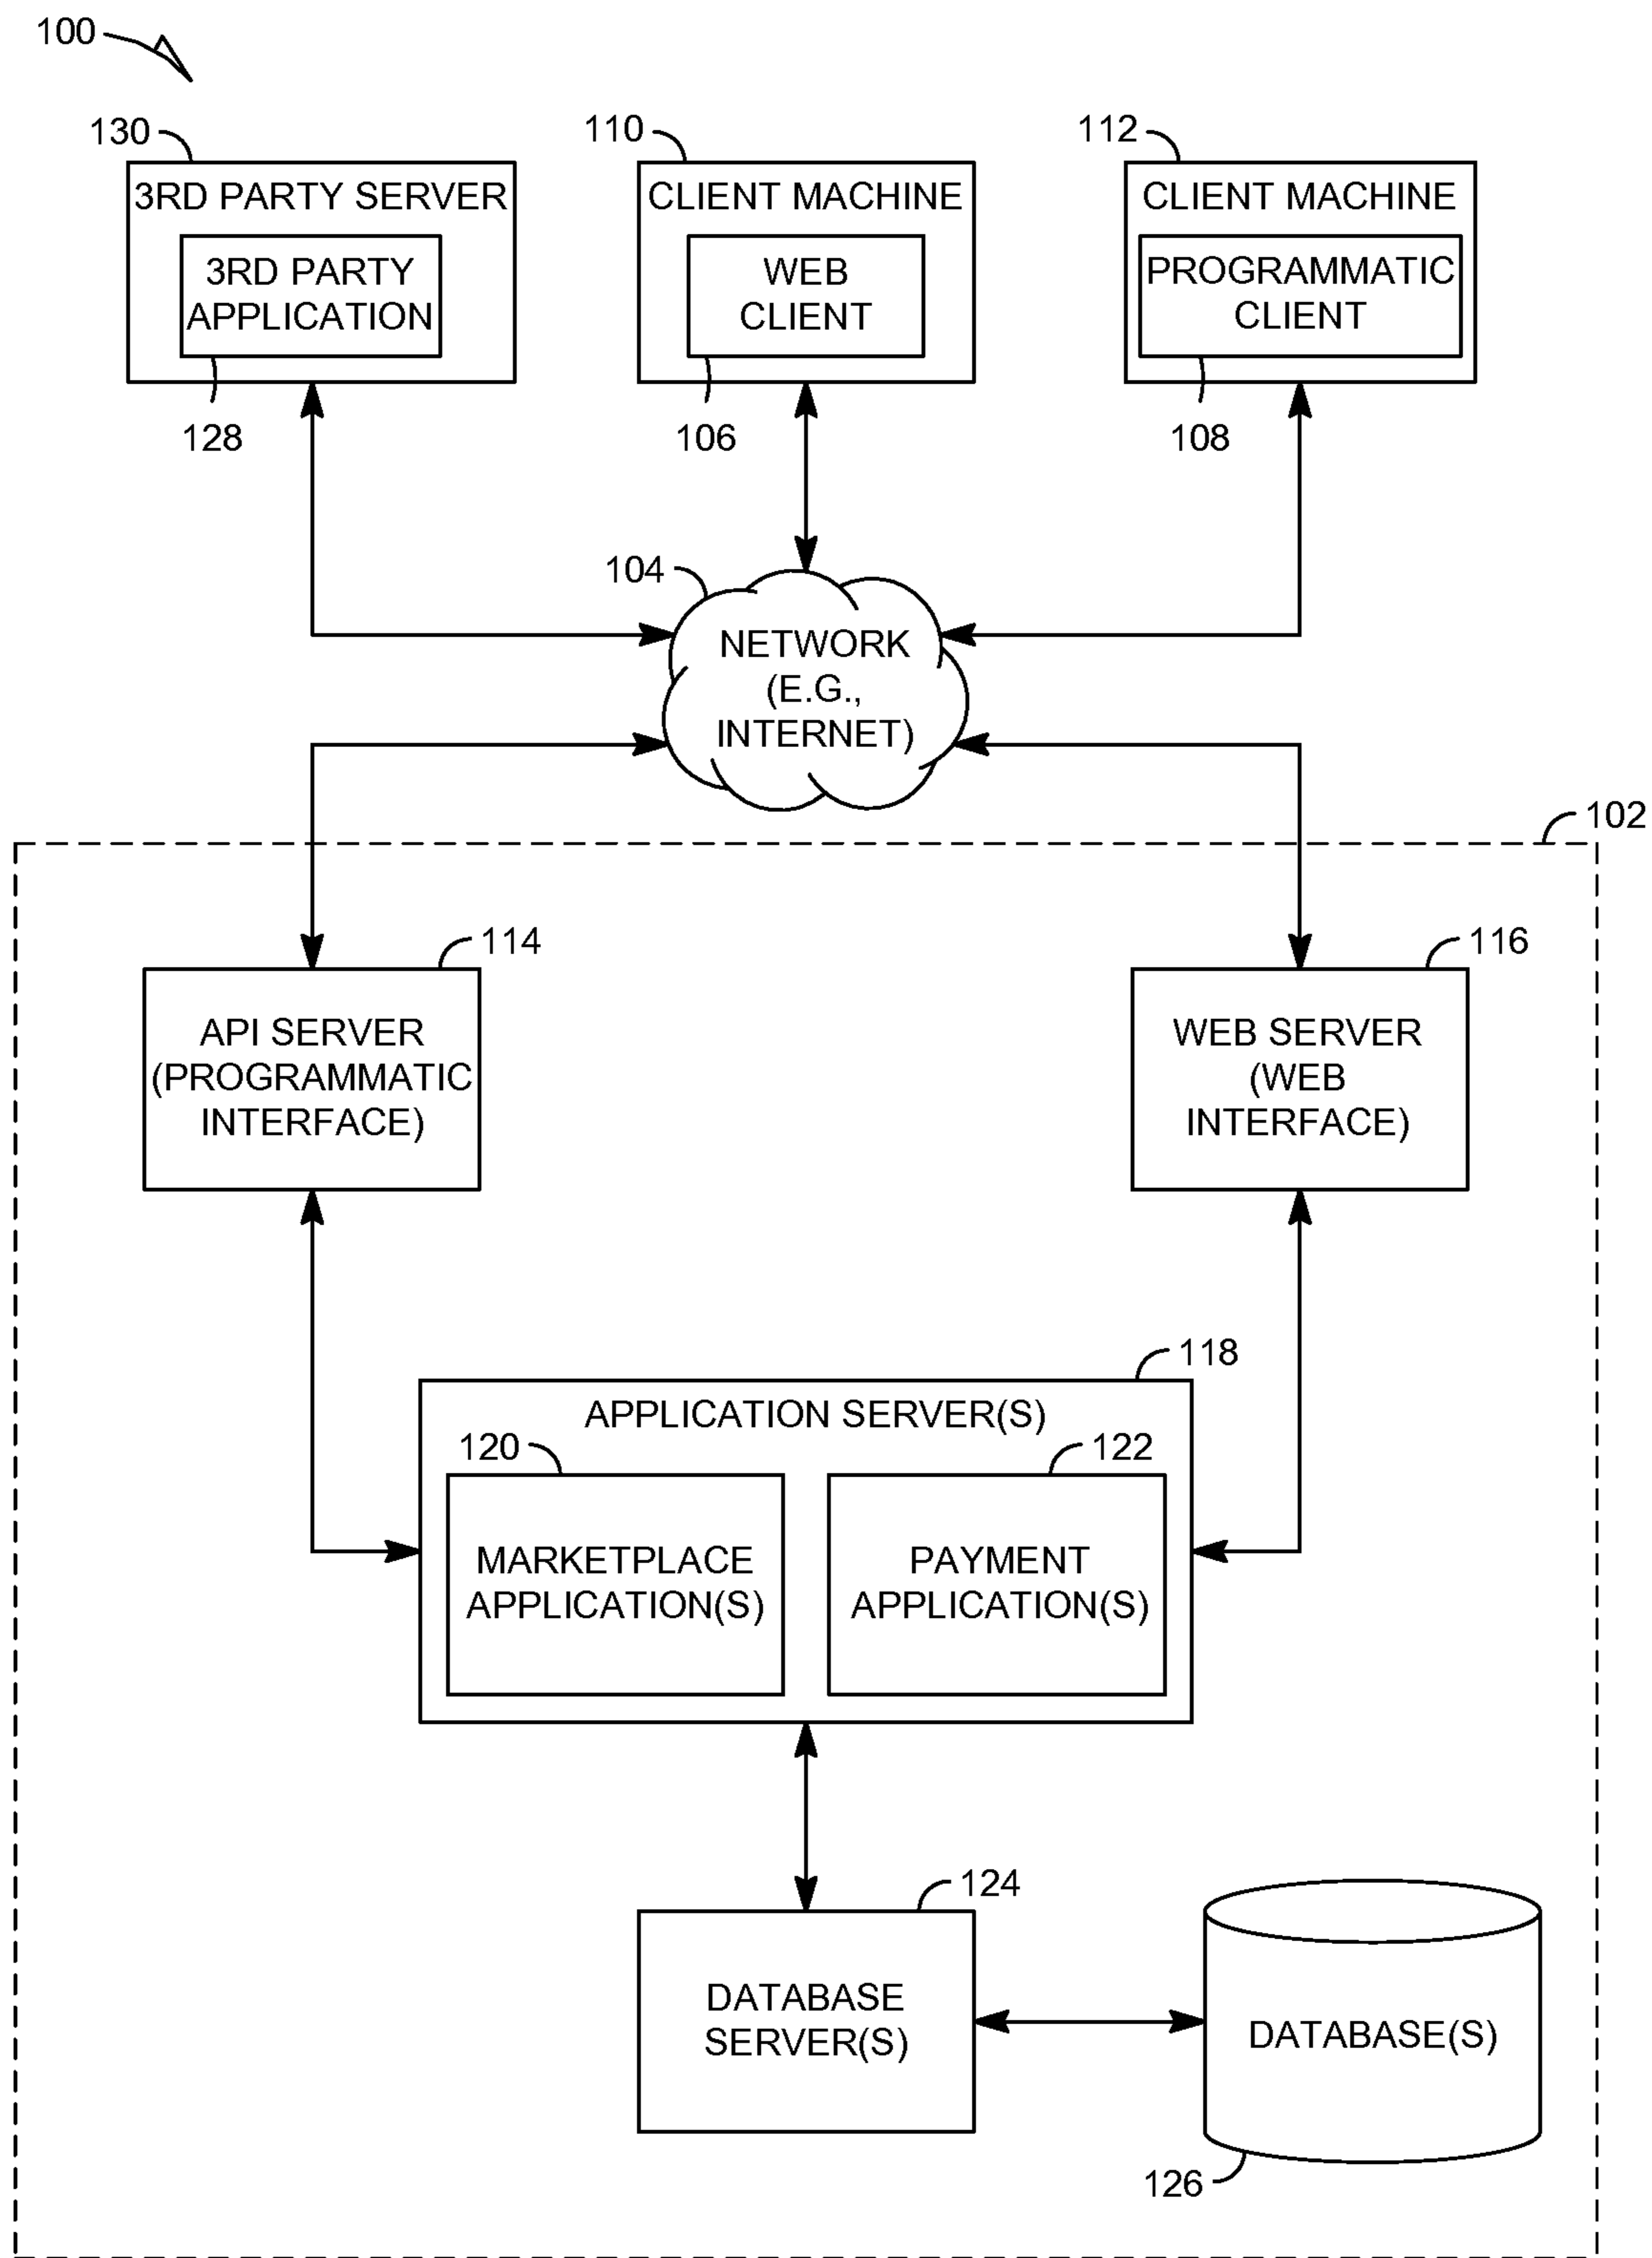 100
130
110
112
3RD PARTY SERVER
CLIENT MACHINE
CLIENT MACHINE
3RD PARTY
APPLICATION
WEB
CLIENT
PROGRAMMATIC
CLIENT
128
106
108
104
NETWORK
(E.G.,
INTERNET)
102
114
116
API SERVER
(PROGRAMMATIC
INTERFACE)
WEB SERVER
(WEB
INTERFACE)
118
APPLICATION SERVER(S)
120
122
MARKETPLACE
APPLICATION(S)
PAYMENT
APPLICATION(S)
124
DATABASE
SERVER(S)
DATABASE(S)
126